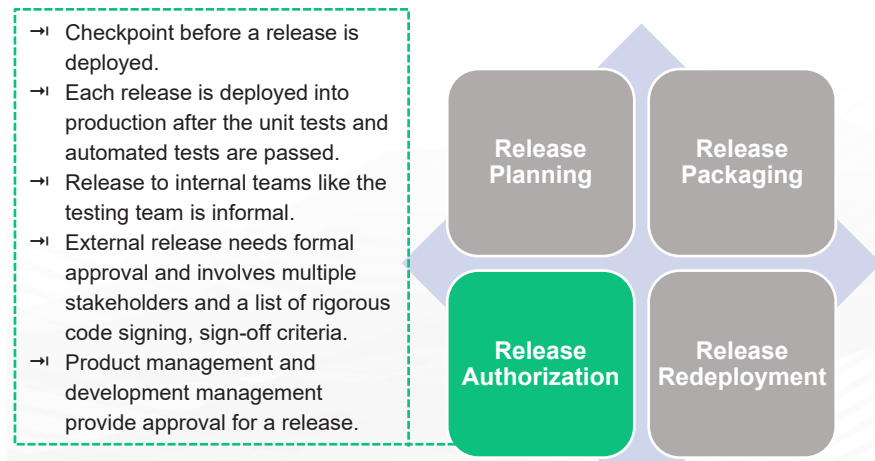 → Checkpoint before a release is
deployed.
→ Each release is deployed into
production after the unit tests and
automated tests are passed.
→ Release to internal teams like the
testing team is informal.
→ External release needs formal
approval and involves multiple
stakeholders and a list of rigorous
code signing, sign-off criteria.
→ Product management and
development management
provide approval for a release.
Release
Planning
Release
Packaging
Release
Authorization
Release
Redeployment